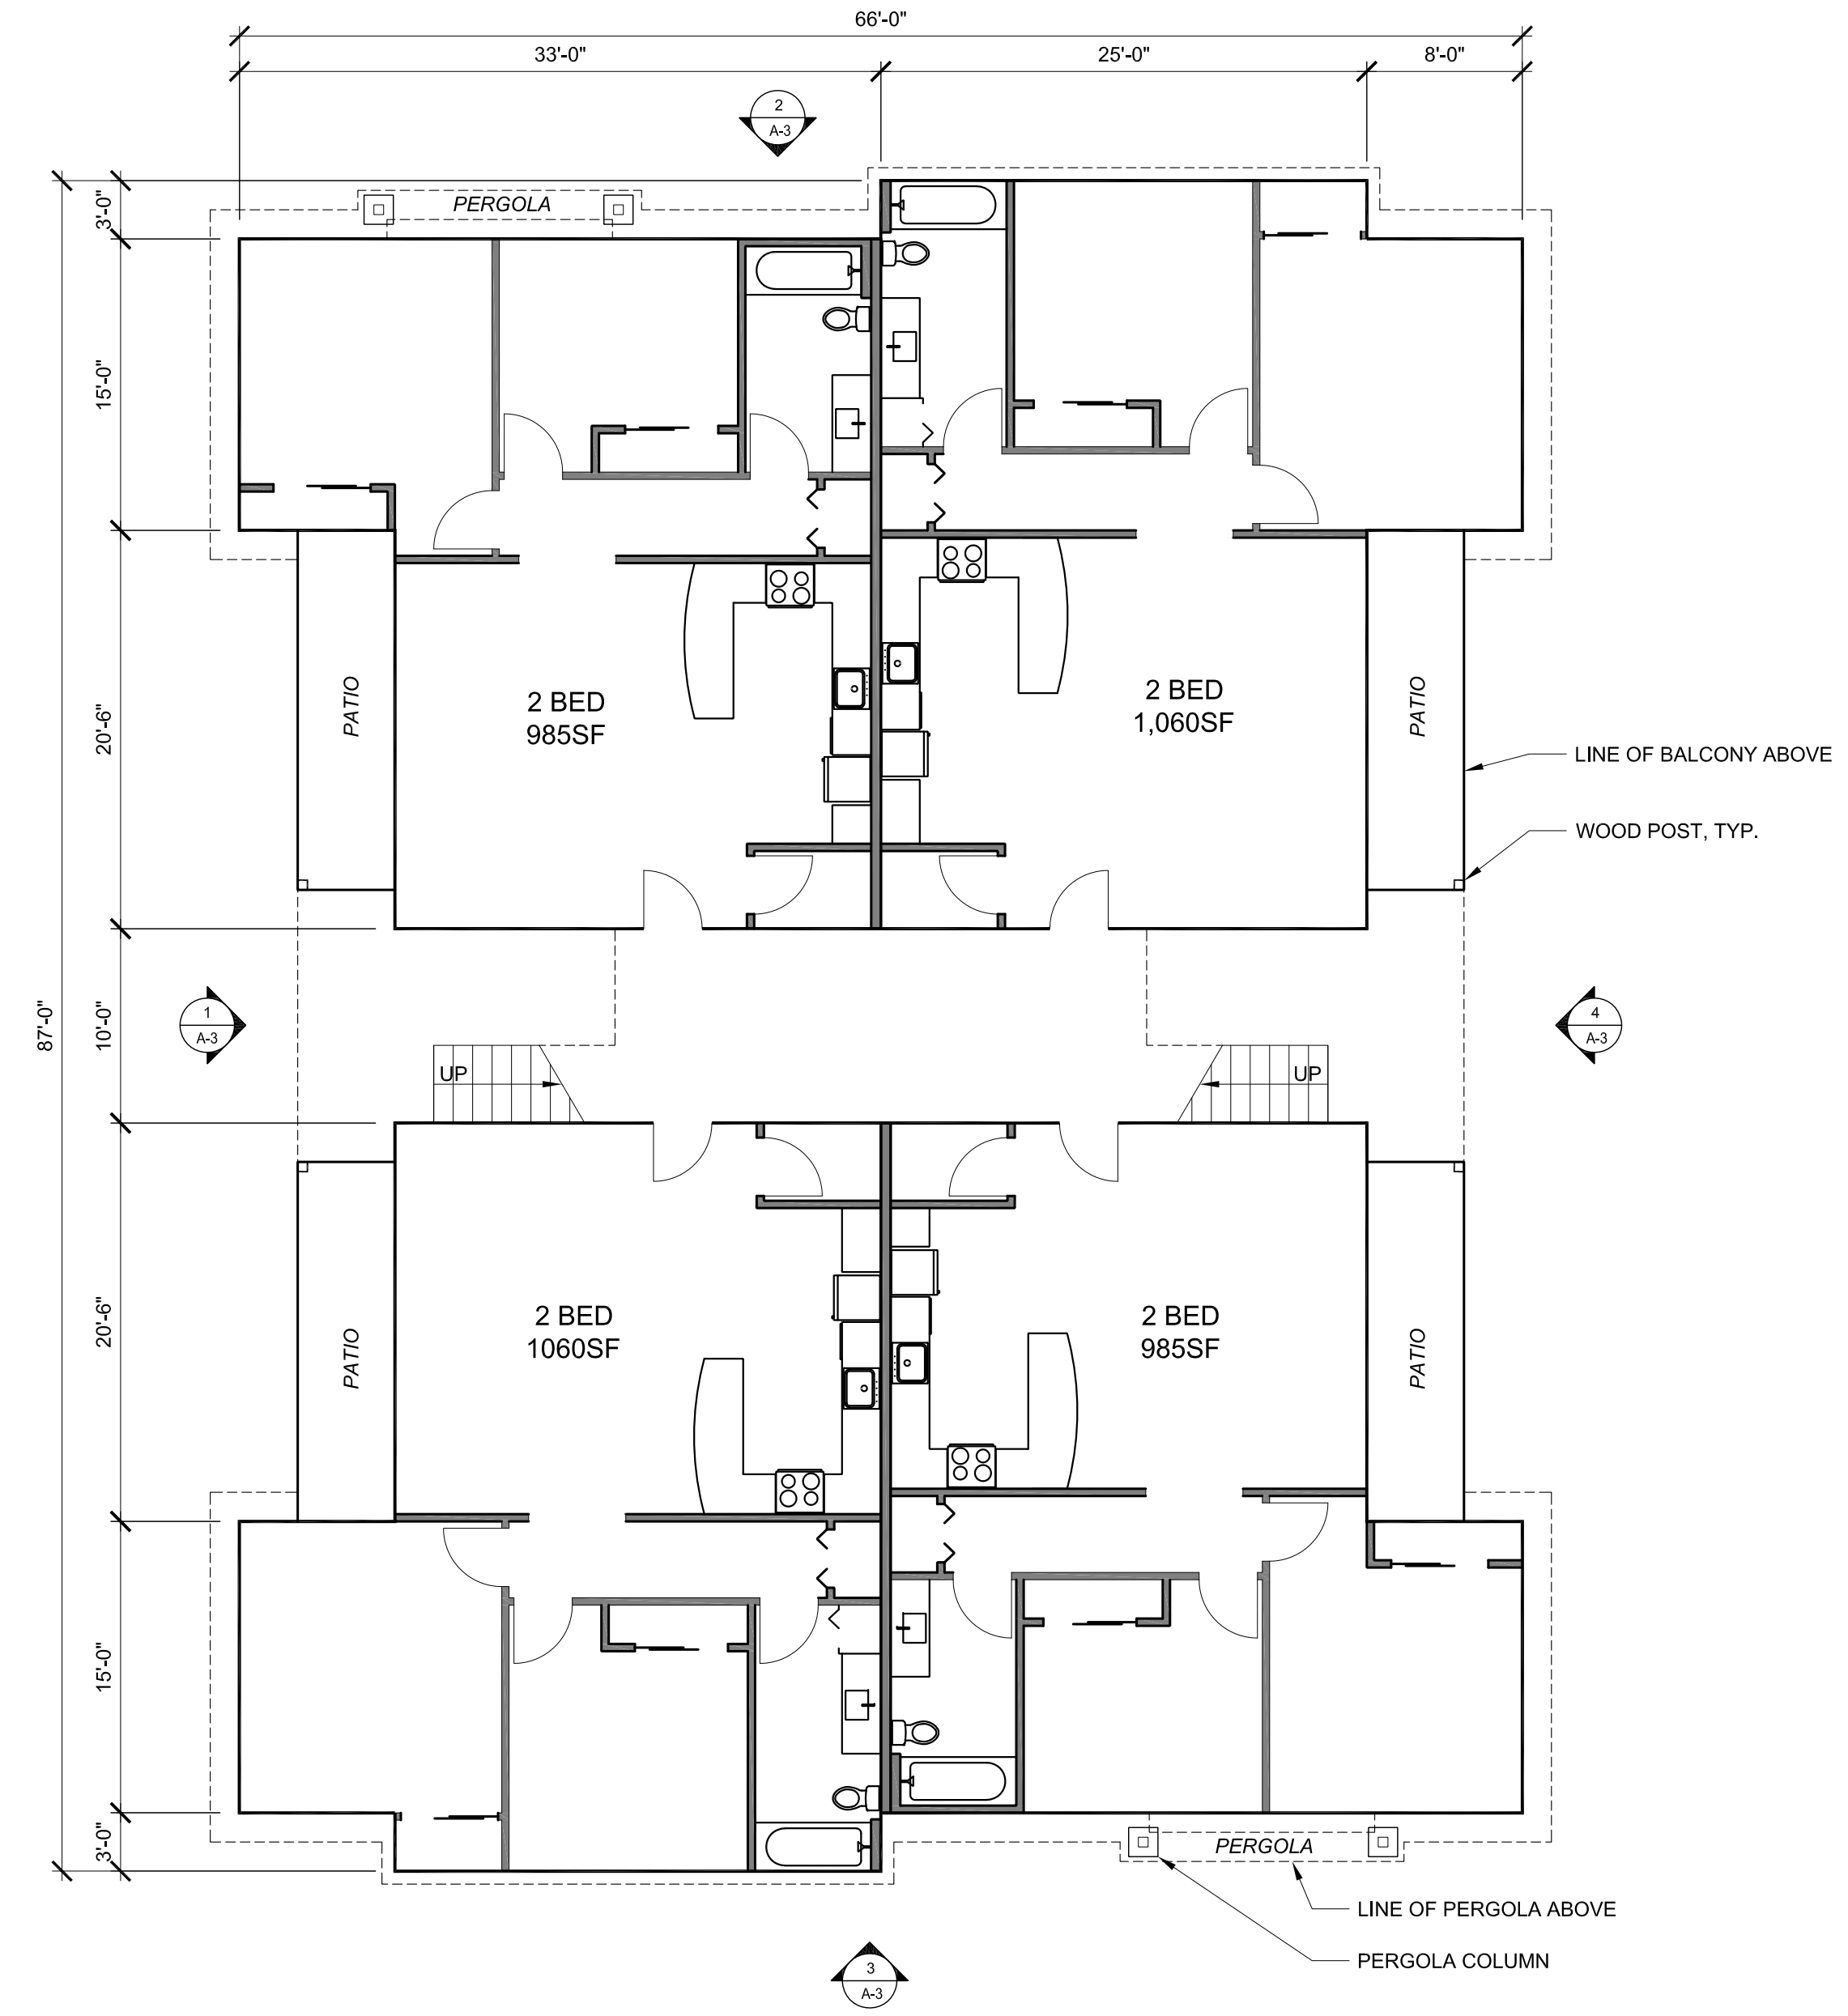 66'-0"
33'-0"
25'-0"
8'-0"
2
A-3
3'-0"
PERGOLA
15'-0"
20'-6"
PATIO
2 BED
985SF
2 BED
1,060SF
PATIO
LINE OF BALCONY ABOVE
WOOD POST, TYP.
87'-0"
10'-0"
1
A-3
4
A-3
UP
UP
20'-6"
PATIO
2 BED
1060SF
2 BED
985SF
PATIO
15'-0"
3'-0"
PERGOLA
LINE OF PERGOLA ABOVE
PERGOLA COLUMN
3
A-3